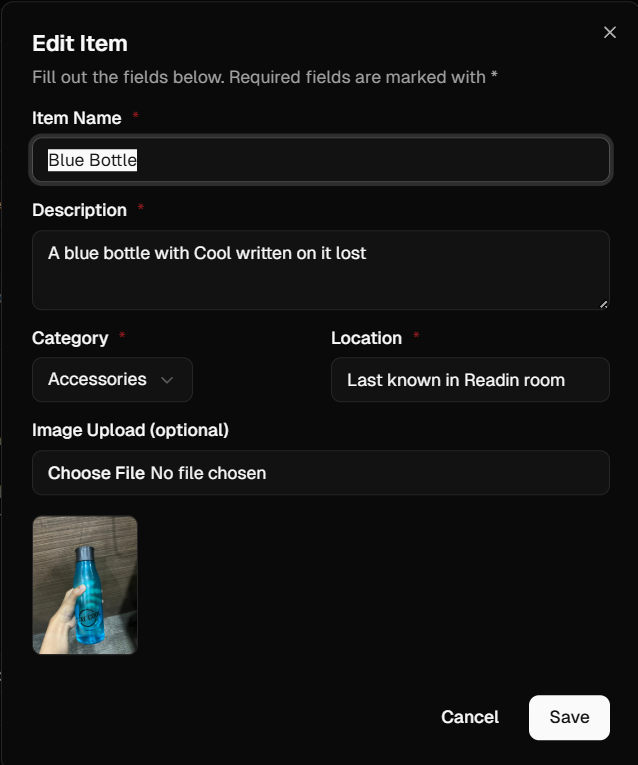 Edit Item
Fill out the fields below. Required fields are marked with *
Item Name *
Blue Bottle
Description *
A blue bottle with Cool written on it lost
Category *
Location *
Accessories
Last known in Readin room
Image Upload (optional)
Choose File No file chosen
Cancel
Save